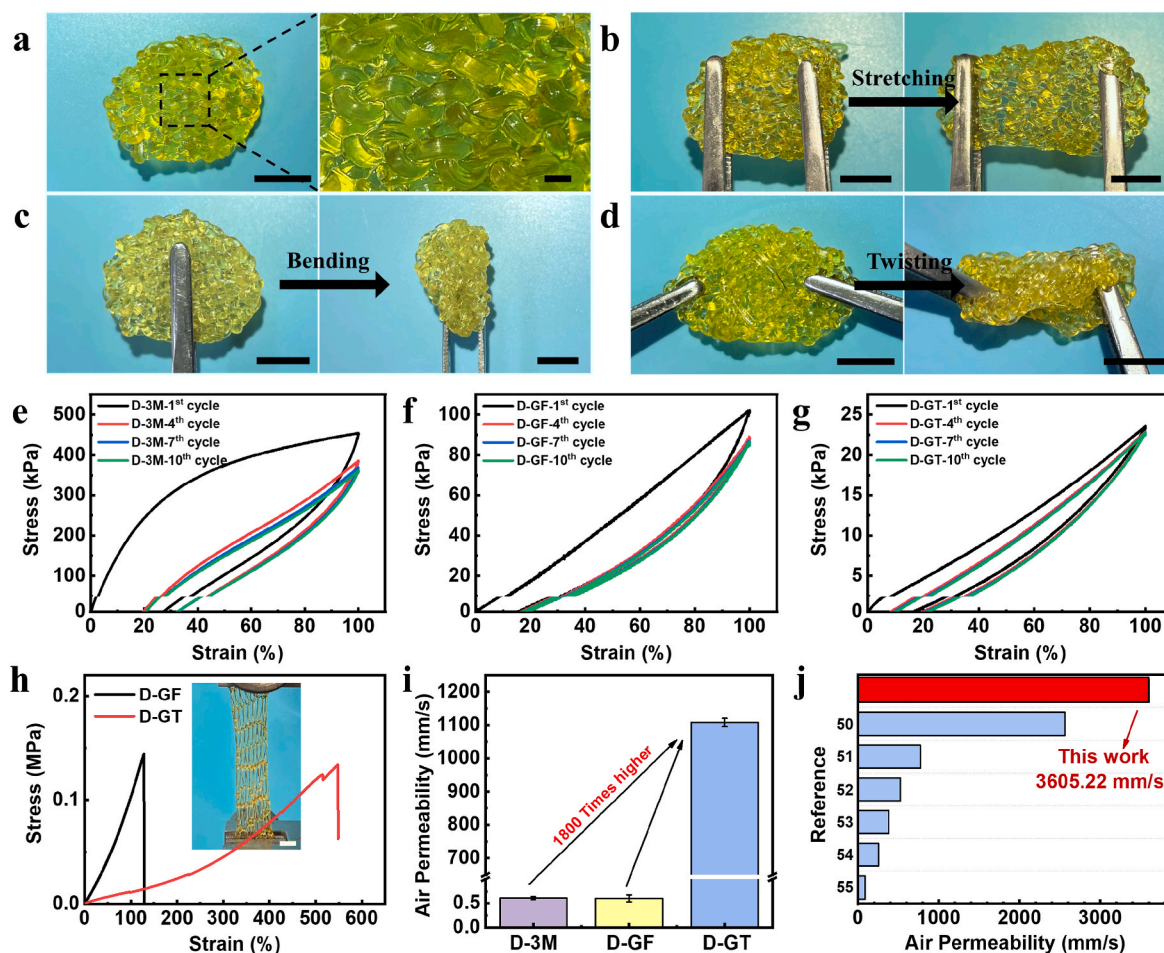 a
b
Stretching
c
Bending
d
Twisting
e
D-3M-1st cycle
D-3M-4th cycle
D-3M-7th cycle
D-3M-10th cycle
Stress (kPa)
500
400
300
200
100
0
0 20 40 60 80 100
Strain (%)
f
D-GF-1st cycle
D-GF-4th cycle
D-GF-7th cycle
D-GF-10th cycle
Stress (kPa)
100
80
60
40
20
0
0 20 40 60 80 100
Strain (%)
g
D-GT-1st cycle
D-GT-4th cycle
D-GT-7th cycle
D-GT-10th cycle
Stress (kPa)
25
20
15
10
5
0
0 20 40 60 80 100
Strain (%)
h
D-GF
D-GT
Stress (MPa)
0.2
0.1
0.0
0 100 200 300 400 500 600
Strain (%)
i
Air Permeability (mm/s)
1200
1100
1000
900
800
700
0.5
0.0
1800 Times higher
D-3M D-GF D-GT
j
Reference
50
51
52
53
54
55
This work
3605.22 mm/s
0 1000 2000 3000
Air Permeability (mm/s)